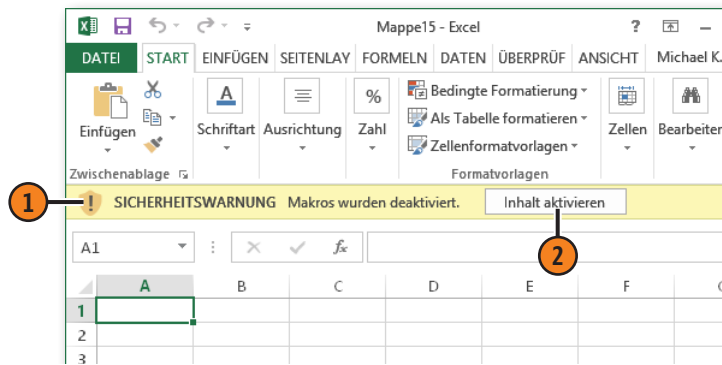 Mappe15 - Excel ?
DATEI START EINFÜGEN SEITENLAY FORMELN DATEN ÜBERPRÜF ANSICHT Michael K.
Einfügen
Schriftart
Ausrichtung
%
Zahl
Bedingte Formatierung
Als Tabelle formatieren
Zellenformatvorlagen
Zellen
Bearbeiten
Zwischenablage
Formatvorlagen
1
SICHERHEITSWARNUNG Makros wurden deaktiviert. Inhalt aktivieren
2
A1 fx
A B C D E F
1
2
3